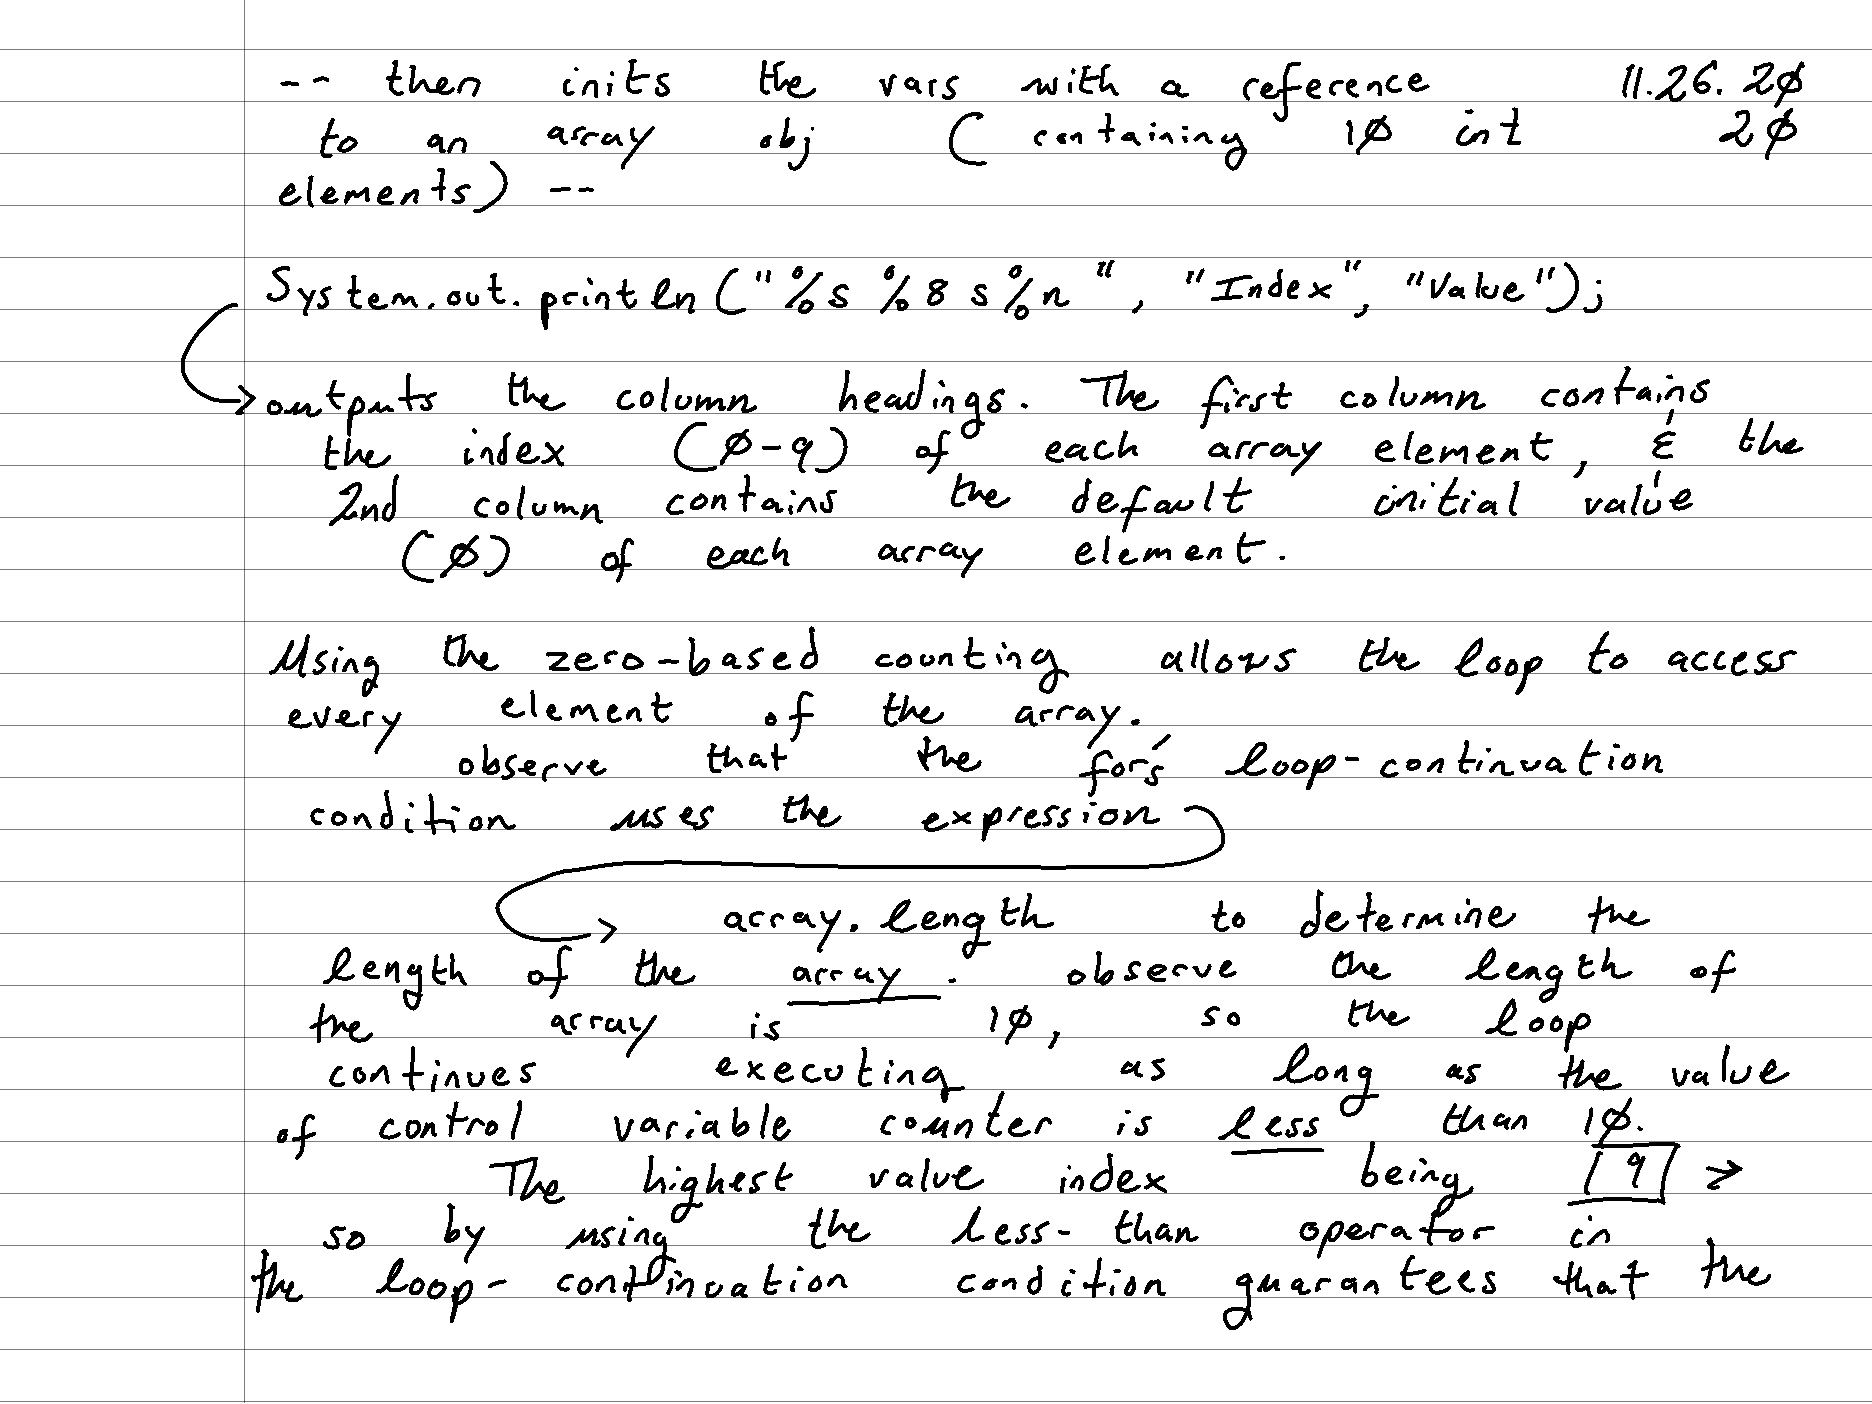 -- then inits the vars with a reference 11.26.2∅
to an array obj (containing 1∅ int 2∅
elements) --
System.out.println("%s %8s%n", "Index", "Value");
outputs the column headings. The first column contains
the index (∅-9) of each array element, & the
2nd column contains the default initial value
(∅) of each array element.
Using the zero-based counting allows the loop to access
every element of the array.
observe that the for's loop-continuation
condition uses the expression
array.length to determine the
length of the array. observe the length of
the array is 1∅, so the loop
continues executing as long as the value
of control variable counter is less than 1∅.
The highest value index being 9 →
so by using the less-than operator in
the loop-continuation condition guarantees that the